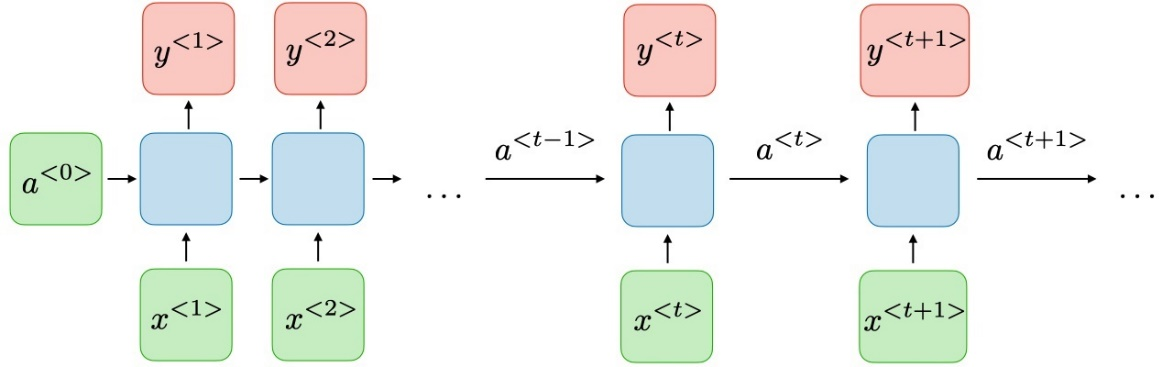 y^{<1>} y^{<2>} y^{<t>} y^{<t+1>}
a^{<0>} ... a^{<t-1>} a^{<t>} a^{<t+1>} ...
x^{<1>} x^{<2>} x^{<t>} x^{<t+1>}